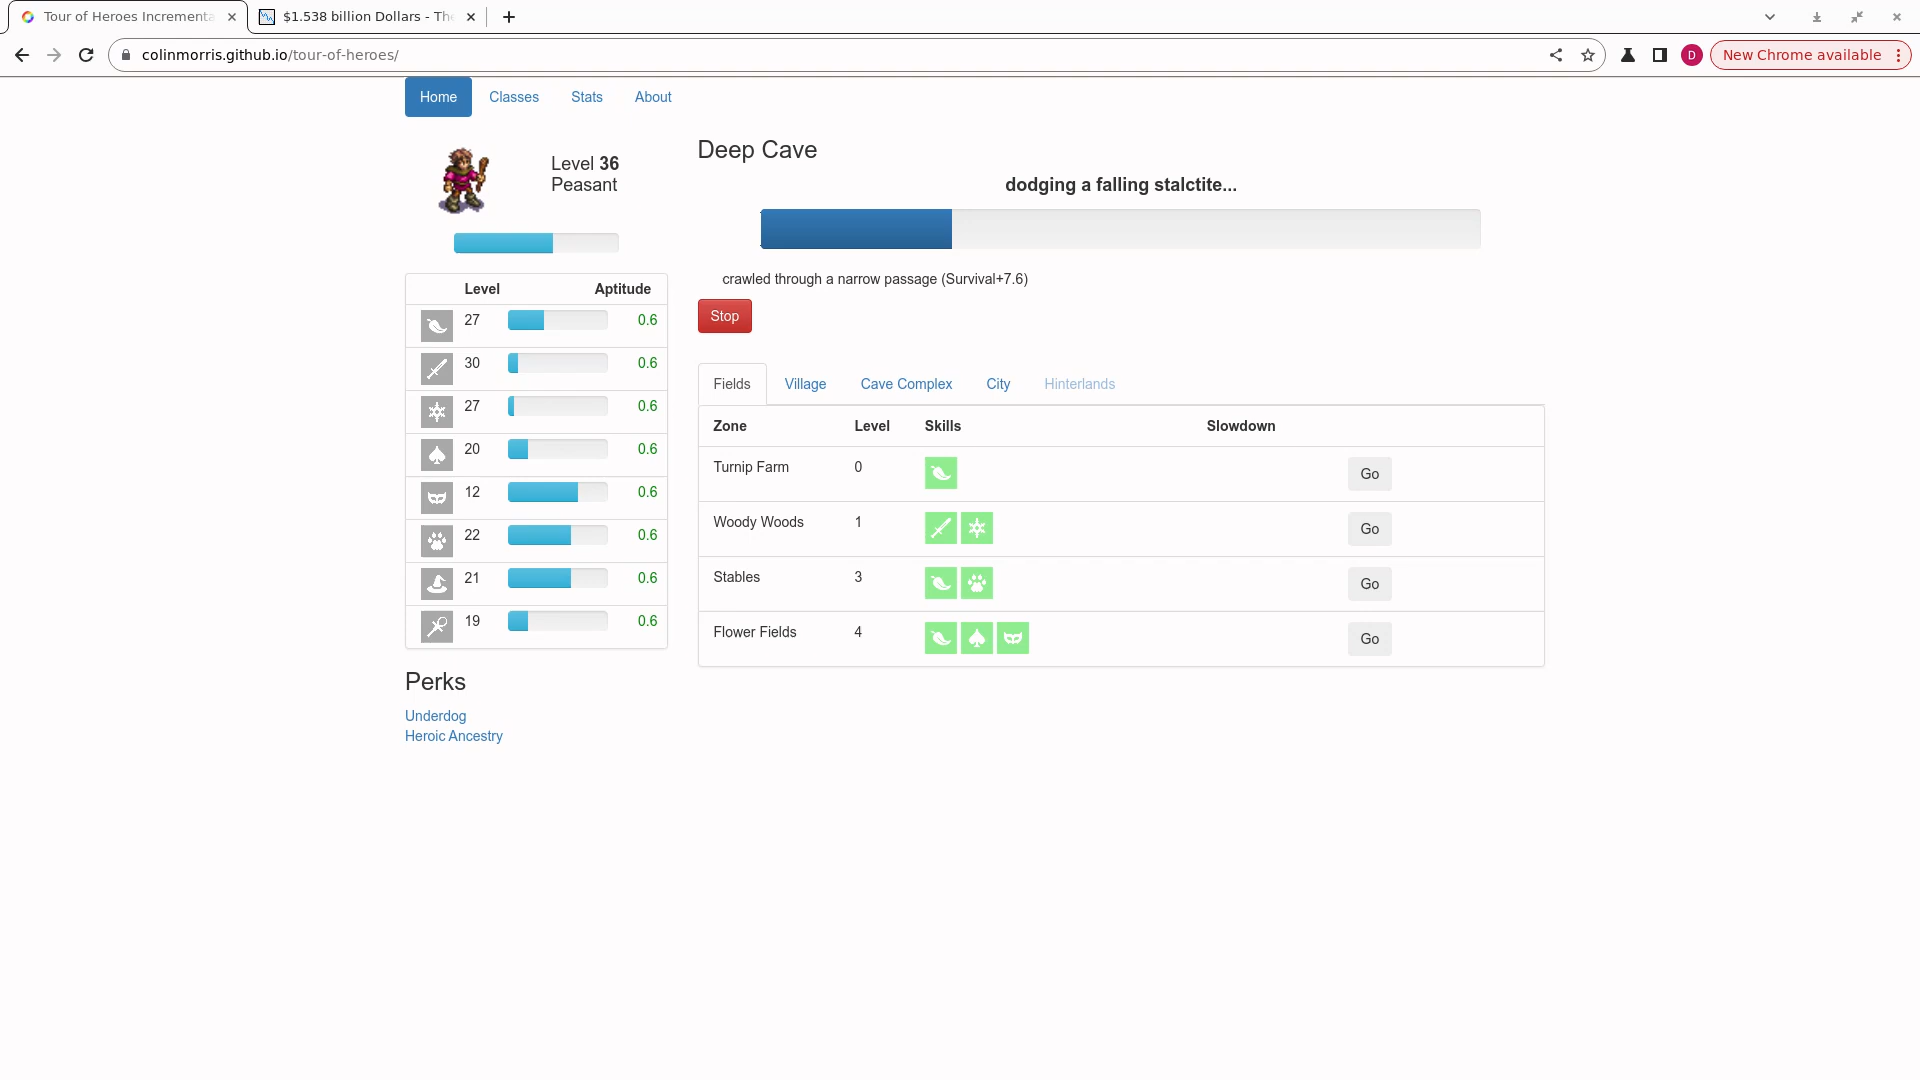 Tour of Heroes Incrementa
$1.538 billion Dollars - The
colinmorris.github.io/tour-of-heroes/
D
New Chrome available
Home
Classes
Stats
About
Level 36
Peasant
Level
Aptitude
27
0.6
30
0.6
27
0.6
20
0.6
12
0.6
22
0.6
21
0.6
19
0.6
Perks
Underdog
Heroic Ancestry
Deep Cave
dodging a falling stalctite...
crawled through a narrow passage (Survival+7.6)
Stop
Fields
Village
Cave Complex
City
Hinterlands
Zone
Level
Skills
Slowdown
Turnip Farm
0
Go
Woody Woods
1
Go
Stables
3
Go
Flower Fields
4
Go